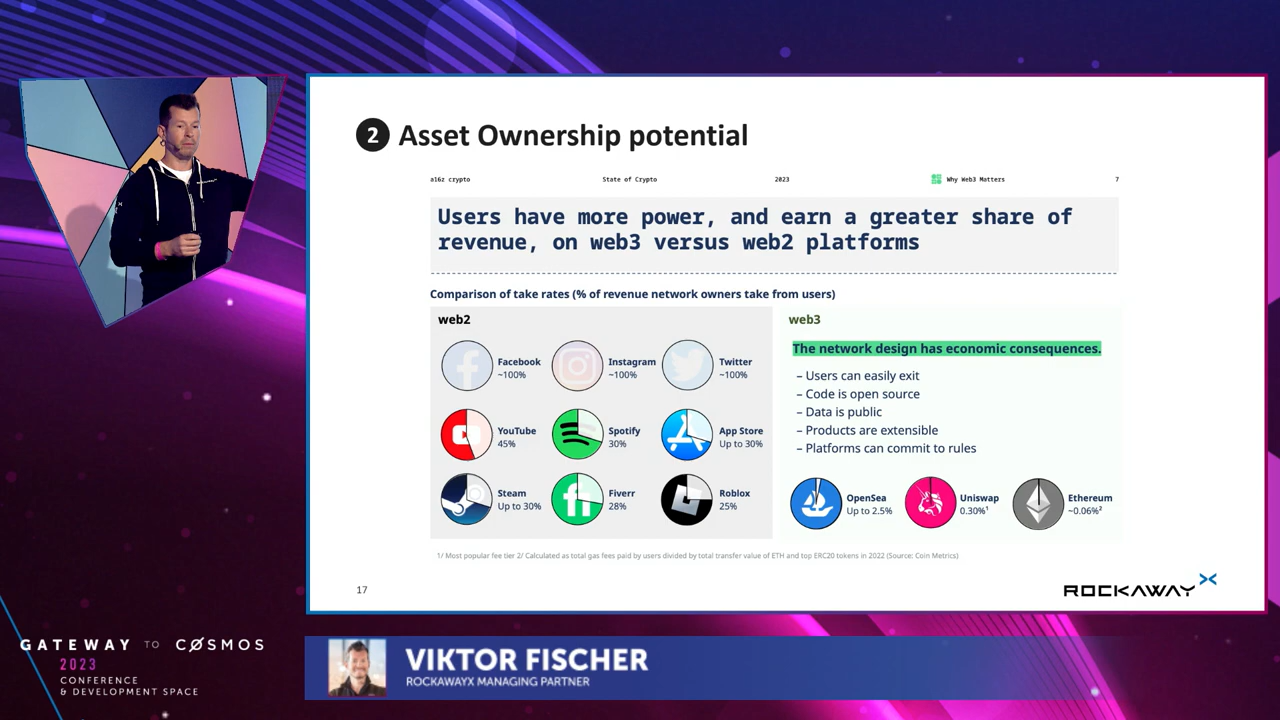 2 Asset Ownership potential
a16z crypto State of Crypto 2023 Why Web3 Matters 7
Users have more power, and earn a greater share of
revenue, on web3 versus web2 platforms
Comparison of take rates (% of revenue network owners take from users)
web2
Facebook
~100%
Instagram
~100%
Twitter
~100%
YouTube
45%
Spotify
30%
App Store
Up to 30%
Steam
Up to 30%
Fiverr
28%
Roblox
25%
web3
The network design has economic consequences.
– Users can easily exit
– Code is open source
– Data is public
– Products are extensible
– Platforms can commit to rules
OpenSea
Up to 2.5%
Uniswap
0.30%¹
Ethereum
~0.06%²
1/ Most popular fee tier 2/ Calculated as total gas fees paid by users divided by total transfer value of ETH and top ERC20 tokens in 2022 (Source: Coin Metrics)
17
ROCKAWAY X
GATEWAY TO COSMOS
2023
CONFERENCE
& DEVELOPMENT SPACE
VIKTOR FISCHER
ROCKAWAYX MANAGING PARTNER